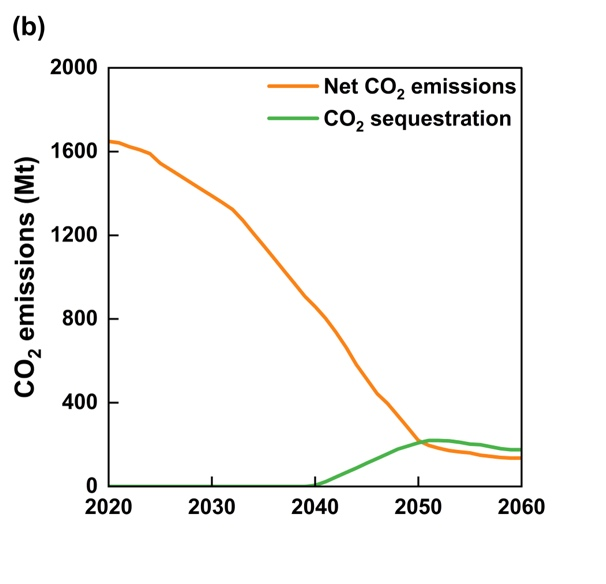 (b)
2000
1600
1200
800
400
0
CO₂ emissions (Mt)
Net CO₂ emissions
CO₂ sequestration
2020 2030 2040 2050 2060